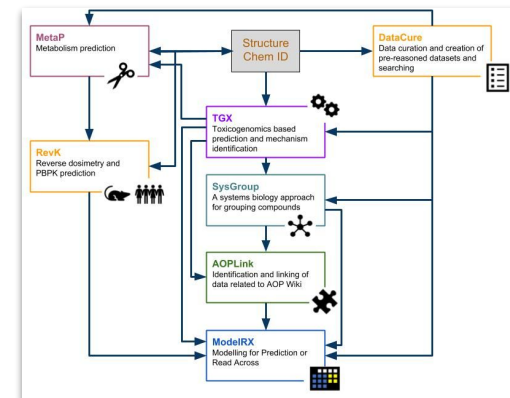 MetaP
Metabolism prediction
Structure
Chem ID
DataCure
Data curation and creation of
pre-reasoned datasets and
searching
TGX
Toxicogenomics based
prediction and mechanism
identification
RevK
Reverse dosimetry and
PBPK prediction
SysGroup
A systems biology approach
for grouping compounds
AOPLink
Identification and linking of
data related to AOP Wiki
ModelRX
Modelling for Prediction or
Read Across